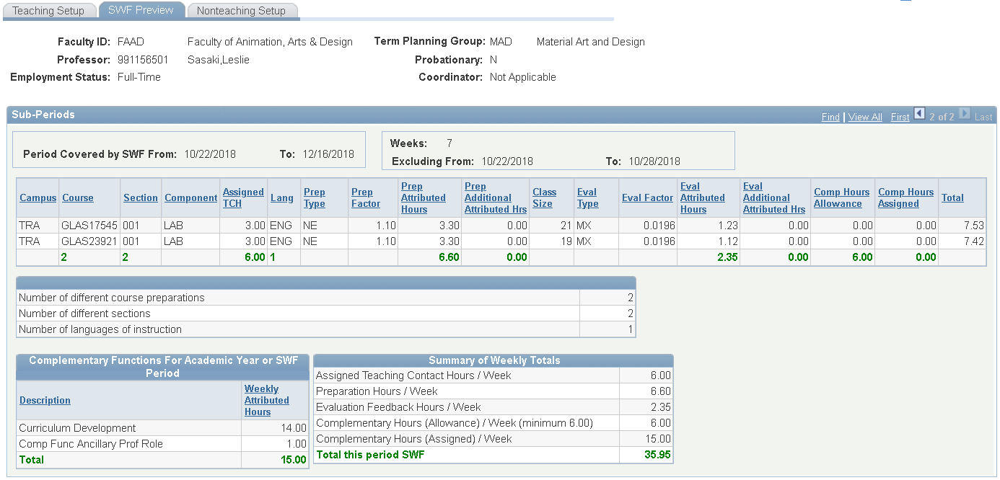 Teaching Setup SWF Preview Nonteaching Setup
Faculty ID: FAAD Faculty of Animation, Arts & Design Term Planning Group: MAD Material Art and Design
Professor: 991156501 Sasaki,Leslie Probationary: N
Employment Status: Full-Time Coordinator: Not Applicable
Sub-Periods Find | View All First 2 of 2 Last
Period Covered by SWF From: 10/22/2018 To: 12/16/2018
Weeks: 7
Excluding From: 10/22/2018 To: 10/28/2018
Campus Course Section Component Assigned TCH Lang Prep Type Prep Factor Prep Attributed Hours Prep Additional Attributed Hrs Class Size Eval Type Eval Factor Eval Attributed Hours Eval Additional Attributed Hrs Comp Hours Allowance Comp Hours Assigned Total
TRA GLAS17545 001 LAB 3.00 ENG NE 1.10 3.30 0.00 21 MX 0.0196 1.23 0.00 0.00 0.00 7.53
TRA GLAS23921 001 LAB 3.00 ENG NE 1.10 3.30 0.00 19 MX 0.0196 1.12 0.00 0.00 0.00 7.42
2 2 6.00 1 6.60 0.00 2.35 0.00 6.00 0.00
Number of different course preparations 2
Number of different sections 2
Number of languages of instruction 1
Complementary Functions For Academic Year or SWF
Period
Description Weekly Attributed Hours
Curriculum Development 14.00
Comp Func Ancillary Prof Role 1.00
Total 15.00
Summary of Weekly Totals
Assigned Teaching Contact Hours / Week 6.00
Preparation Hours / Week 6.60
Evaluation Feedback Hours / Week 2.35
Complementary Hours (Allowance) / Week (minimum 6.00) 6.00
Complementary Hours (Assigned) / Week 15.00
Total this period SWF 35.95